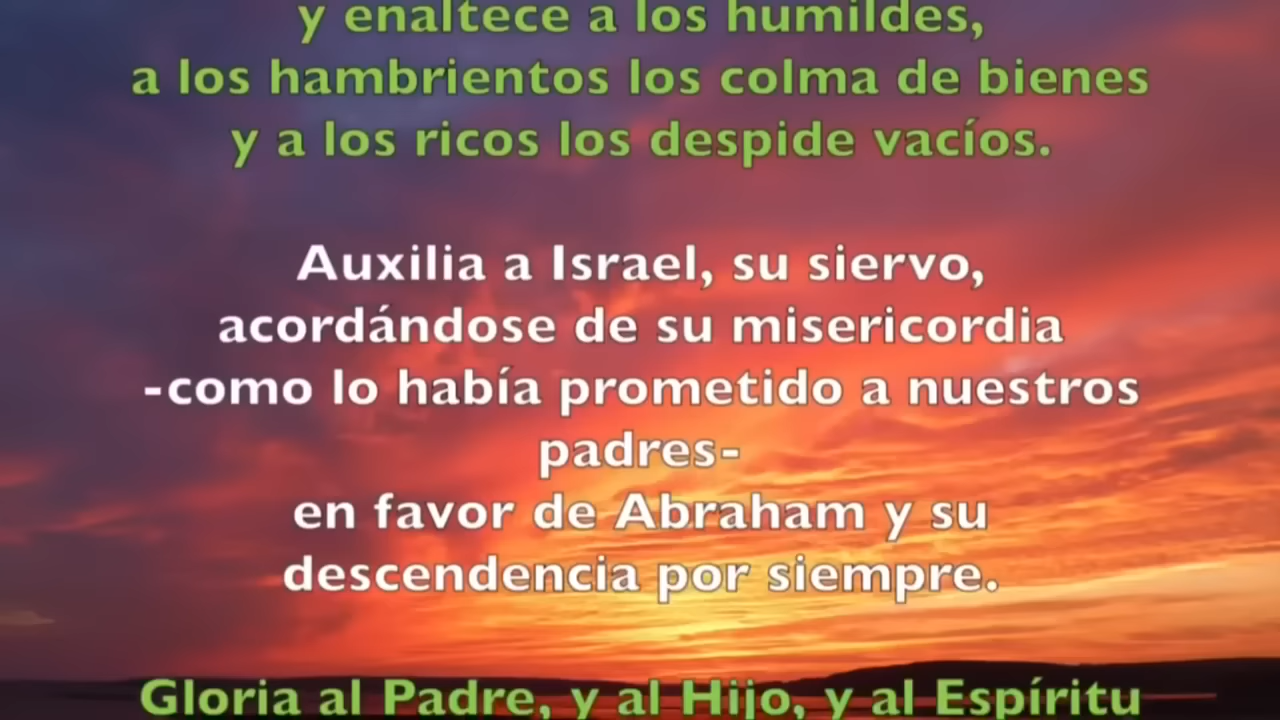 y enaltece a los humildes,
a los hambrientos los colma de bienes
y a los ricos los despide vacíos.
Auxilia a Israel, su siervo,
acordándose de su misericordia
-como lo había prometido a nuestros
padres-
en favor de Abraham y su
descendencia por siempre.
Gloria al Padre, y al Hijo, y al Espíritu